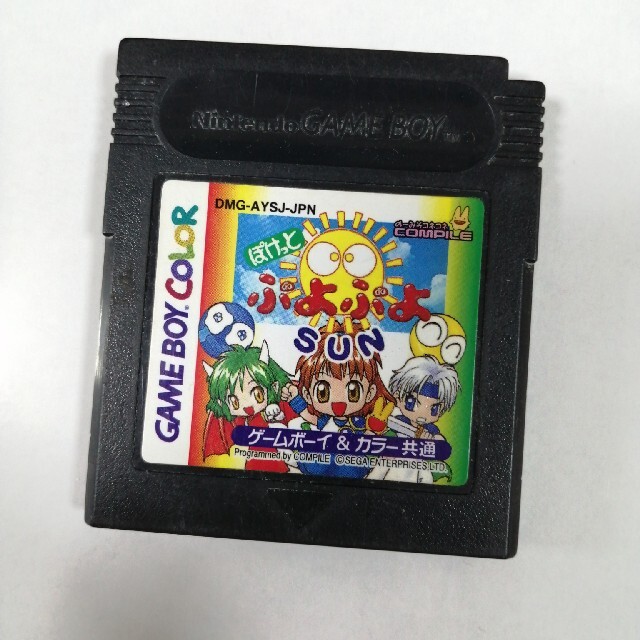 Nintendo GAME BOY TM
DMG-AYSJ-JPN
COMPILE
ぽけっと
ぷよぷよ
SUN
GAME BOY COLOR
ゲームボーイ & カラー共通
Programmed by COMPILE ©SEGA ENTERPRISES LTD.